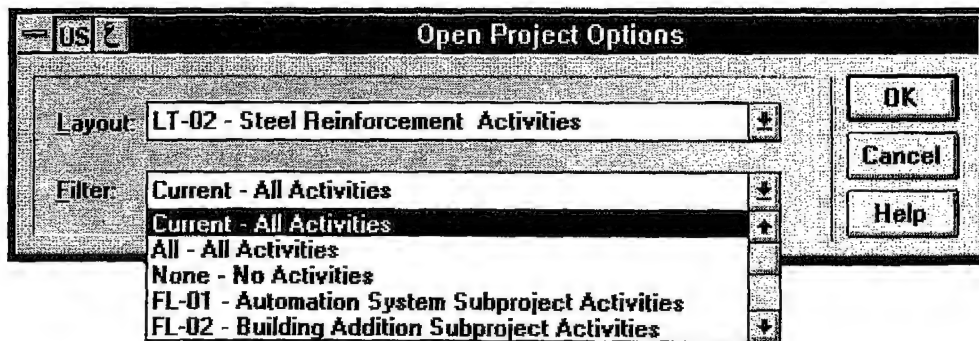 US Open Project Options
Layout: LT-02 - Steel Reinforcement Activities
OK
Cancel
Filter: Current - All Activities
Help
Current - All Activities
All - All Activities
None - No Activities
FL-01 - Automation System Subproject Activities
FL-02 - Building Addition Subproject Activities